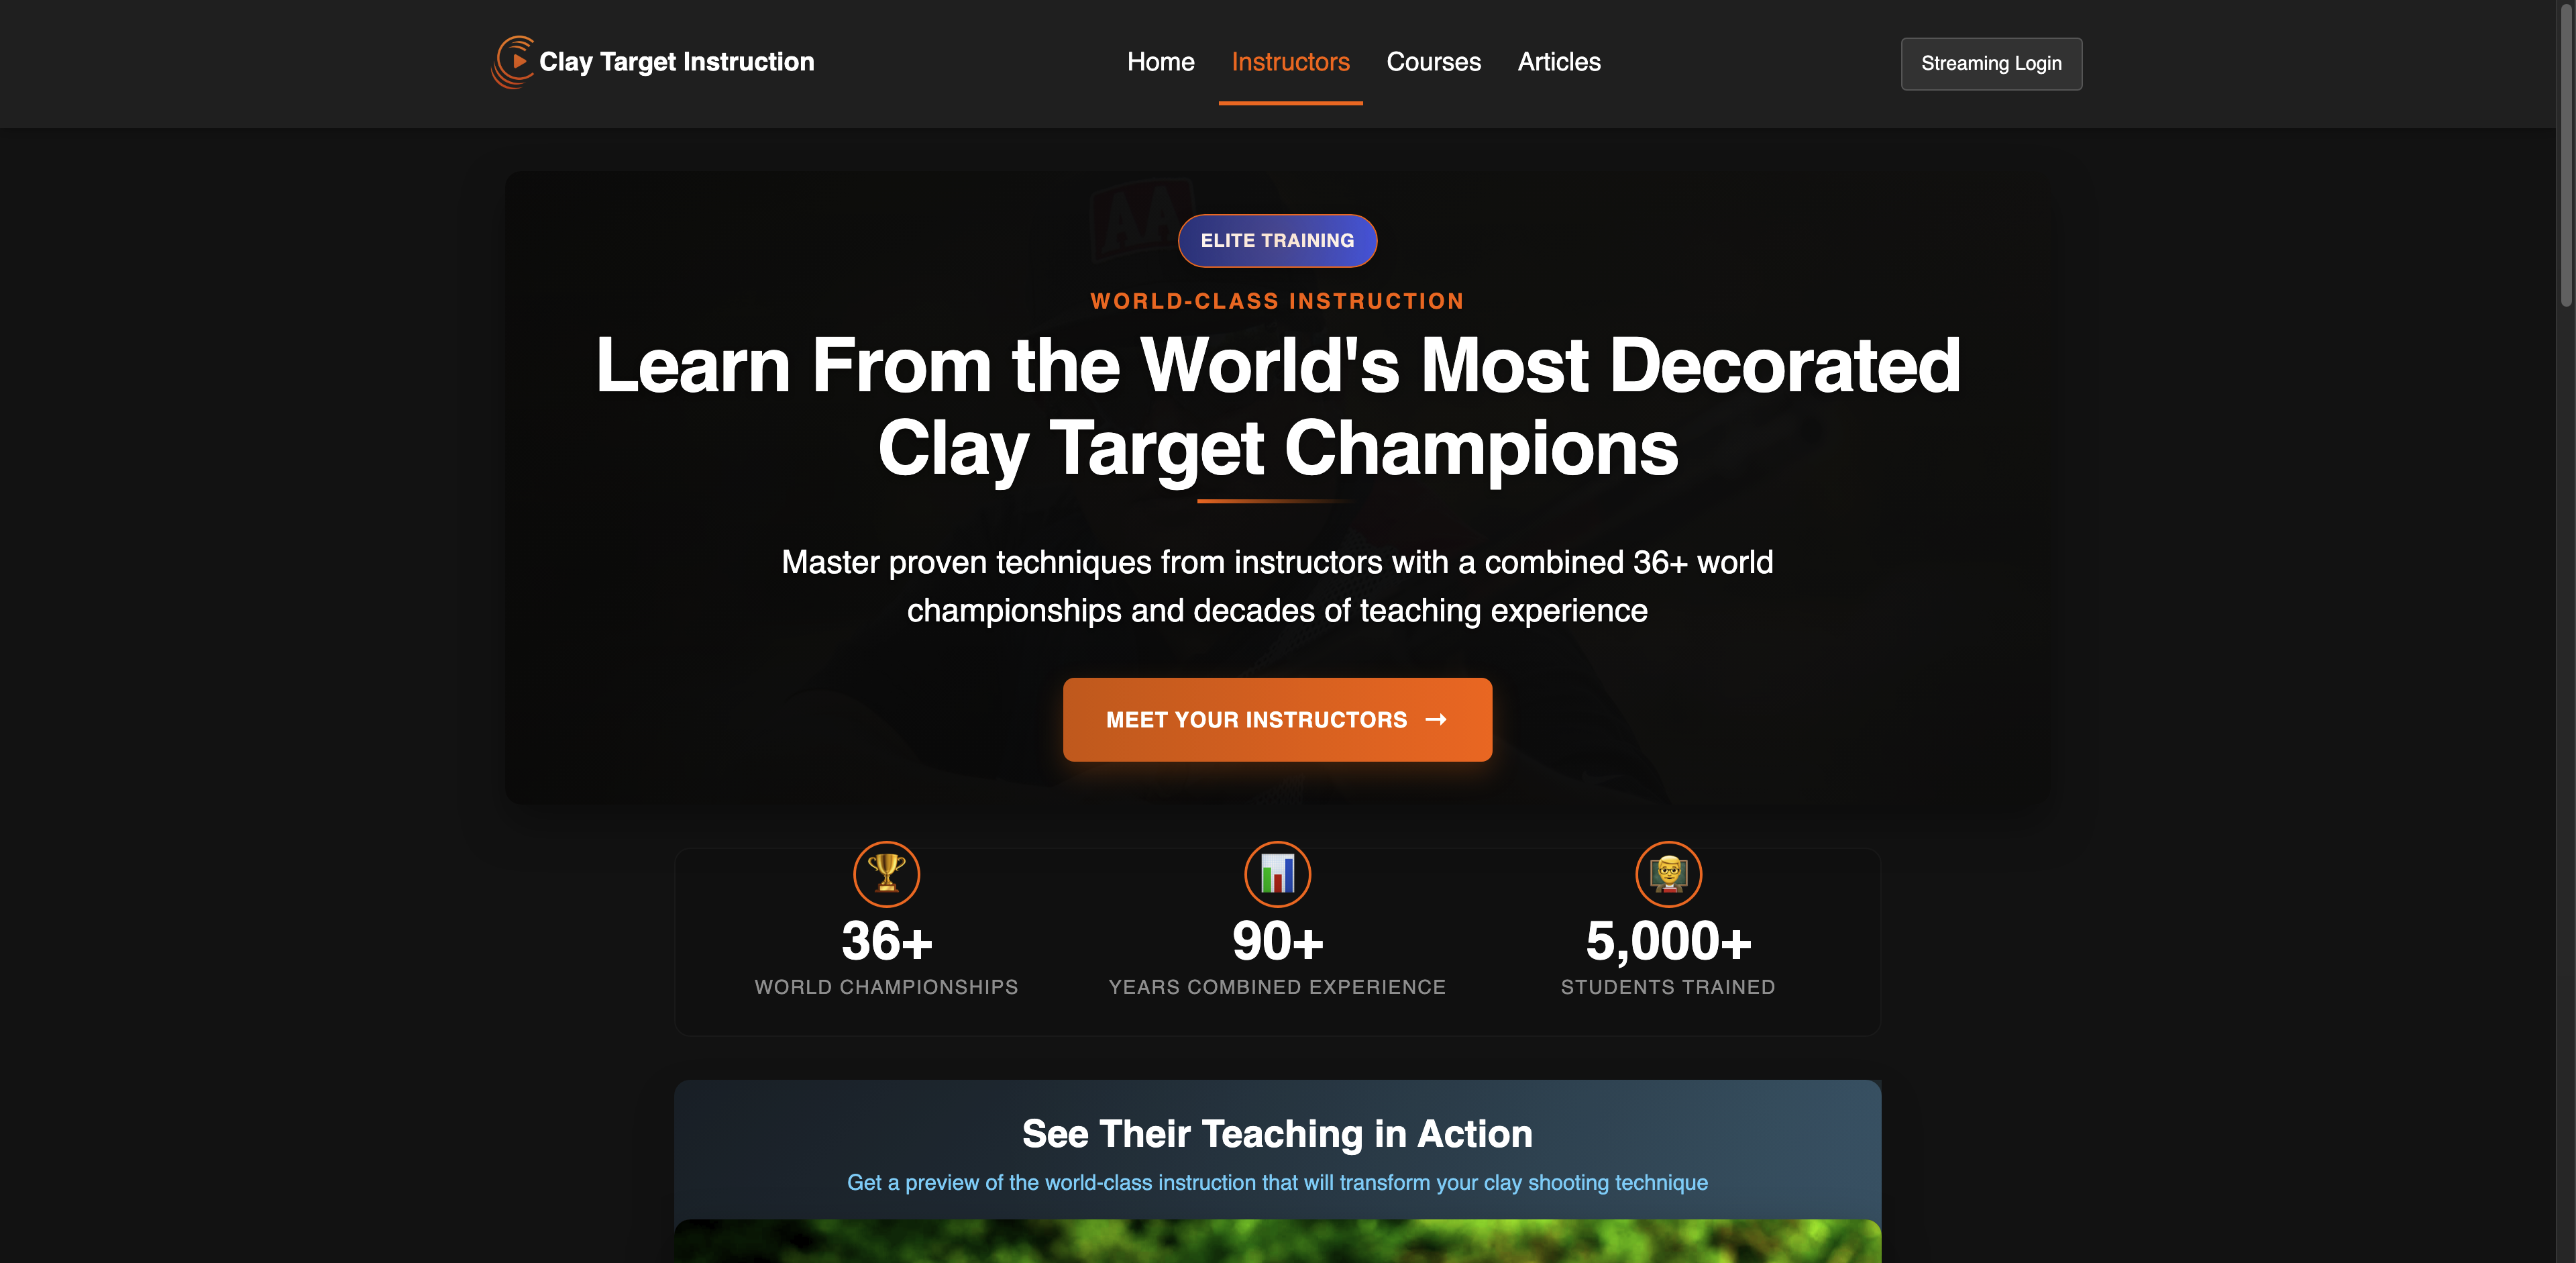 Clay Target Instruction
Home
Instructors
Courses
Articles
Streaming Login
AA
ELITE TRAINING
WORLD-CLASS INSTRUCTION
Learn From the World's Most Decorated
Clay Target Champions
Master proven techniques from instructors with a combined 36+ world
championships and decades of teaching experience
MEET YOUR INSTRUCTORS →
36+
WORLD CHAMPIONSHIPS
90+
YEARS COMBINED EXPERIENCE
5,000+
STUDENTS TRAINED
See Their Teaching in Action
Get a preview of the world-class instruction that will transform your clay shooting technique